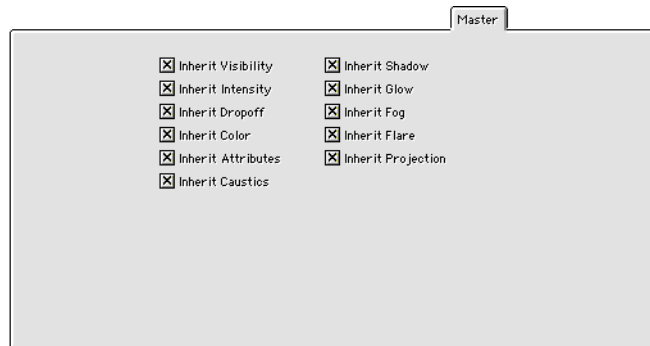 Master
Inherit Visibility
Inherit Intensity
Inherit Dropoff
Inherit Color
Inherit Attributes
Inherit Caustics
Inherit Shadow
Inherit Glow
Inherit Fog
Inherit Flare
Inherit Projection